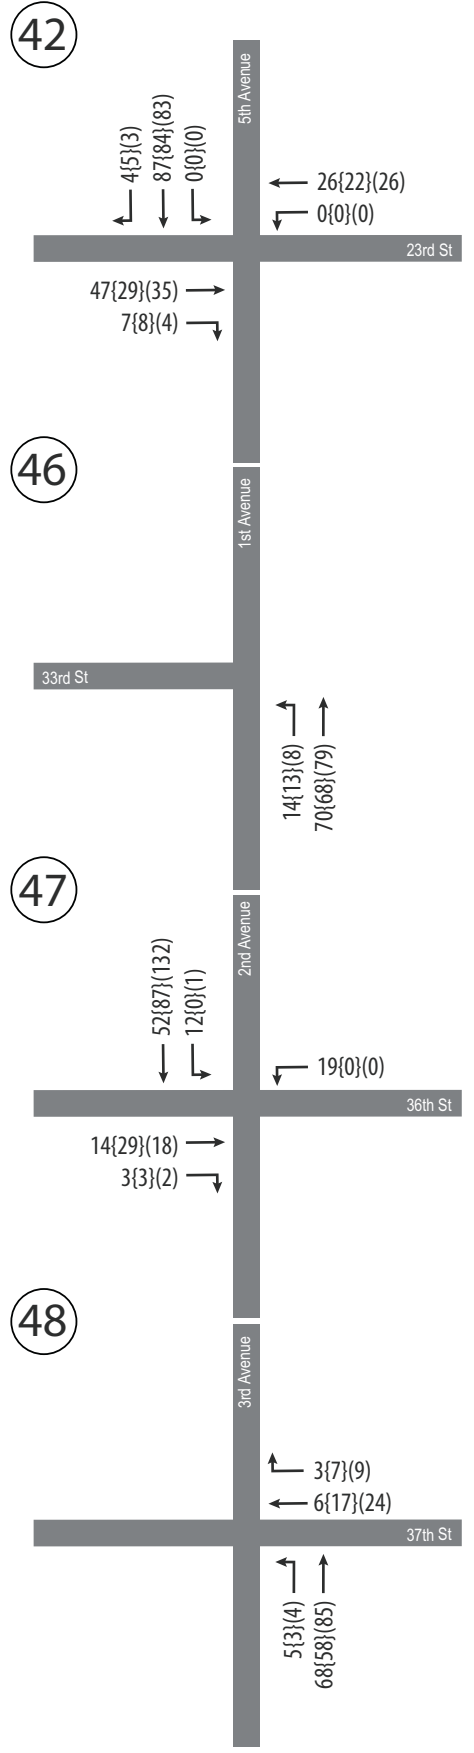 42
5th Avenue
4{5}(3)
87{84}(83)
0{0}(0)
26{22}(26)
0{0}(0)
23rd St
47{29}(35)
7{8}(4)
46
1st Avenue
33rd St
14{13}(8)
70{68}(79)
47
2nd Avenue
52{87}(132)
12{0}(1)
19{0}(0)
36th St
14{29}(18)
3{3}(2)
48
3rd Avenue
3{7}(9)
6{17}(24)
37th St
5{3}(4)
68{58}(85)